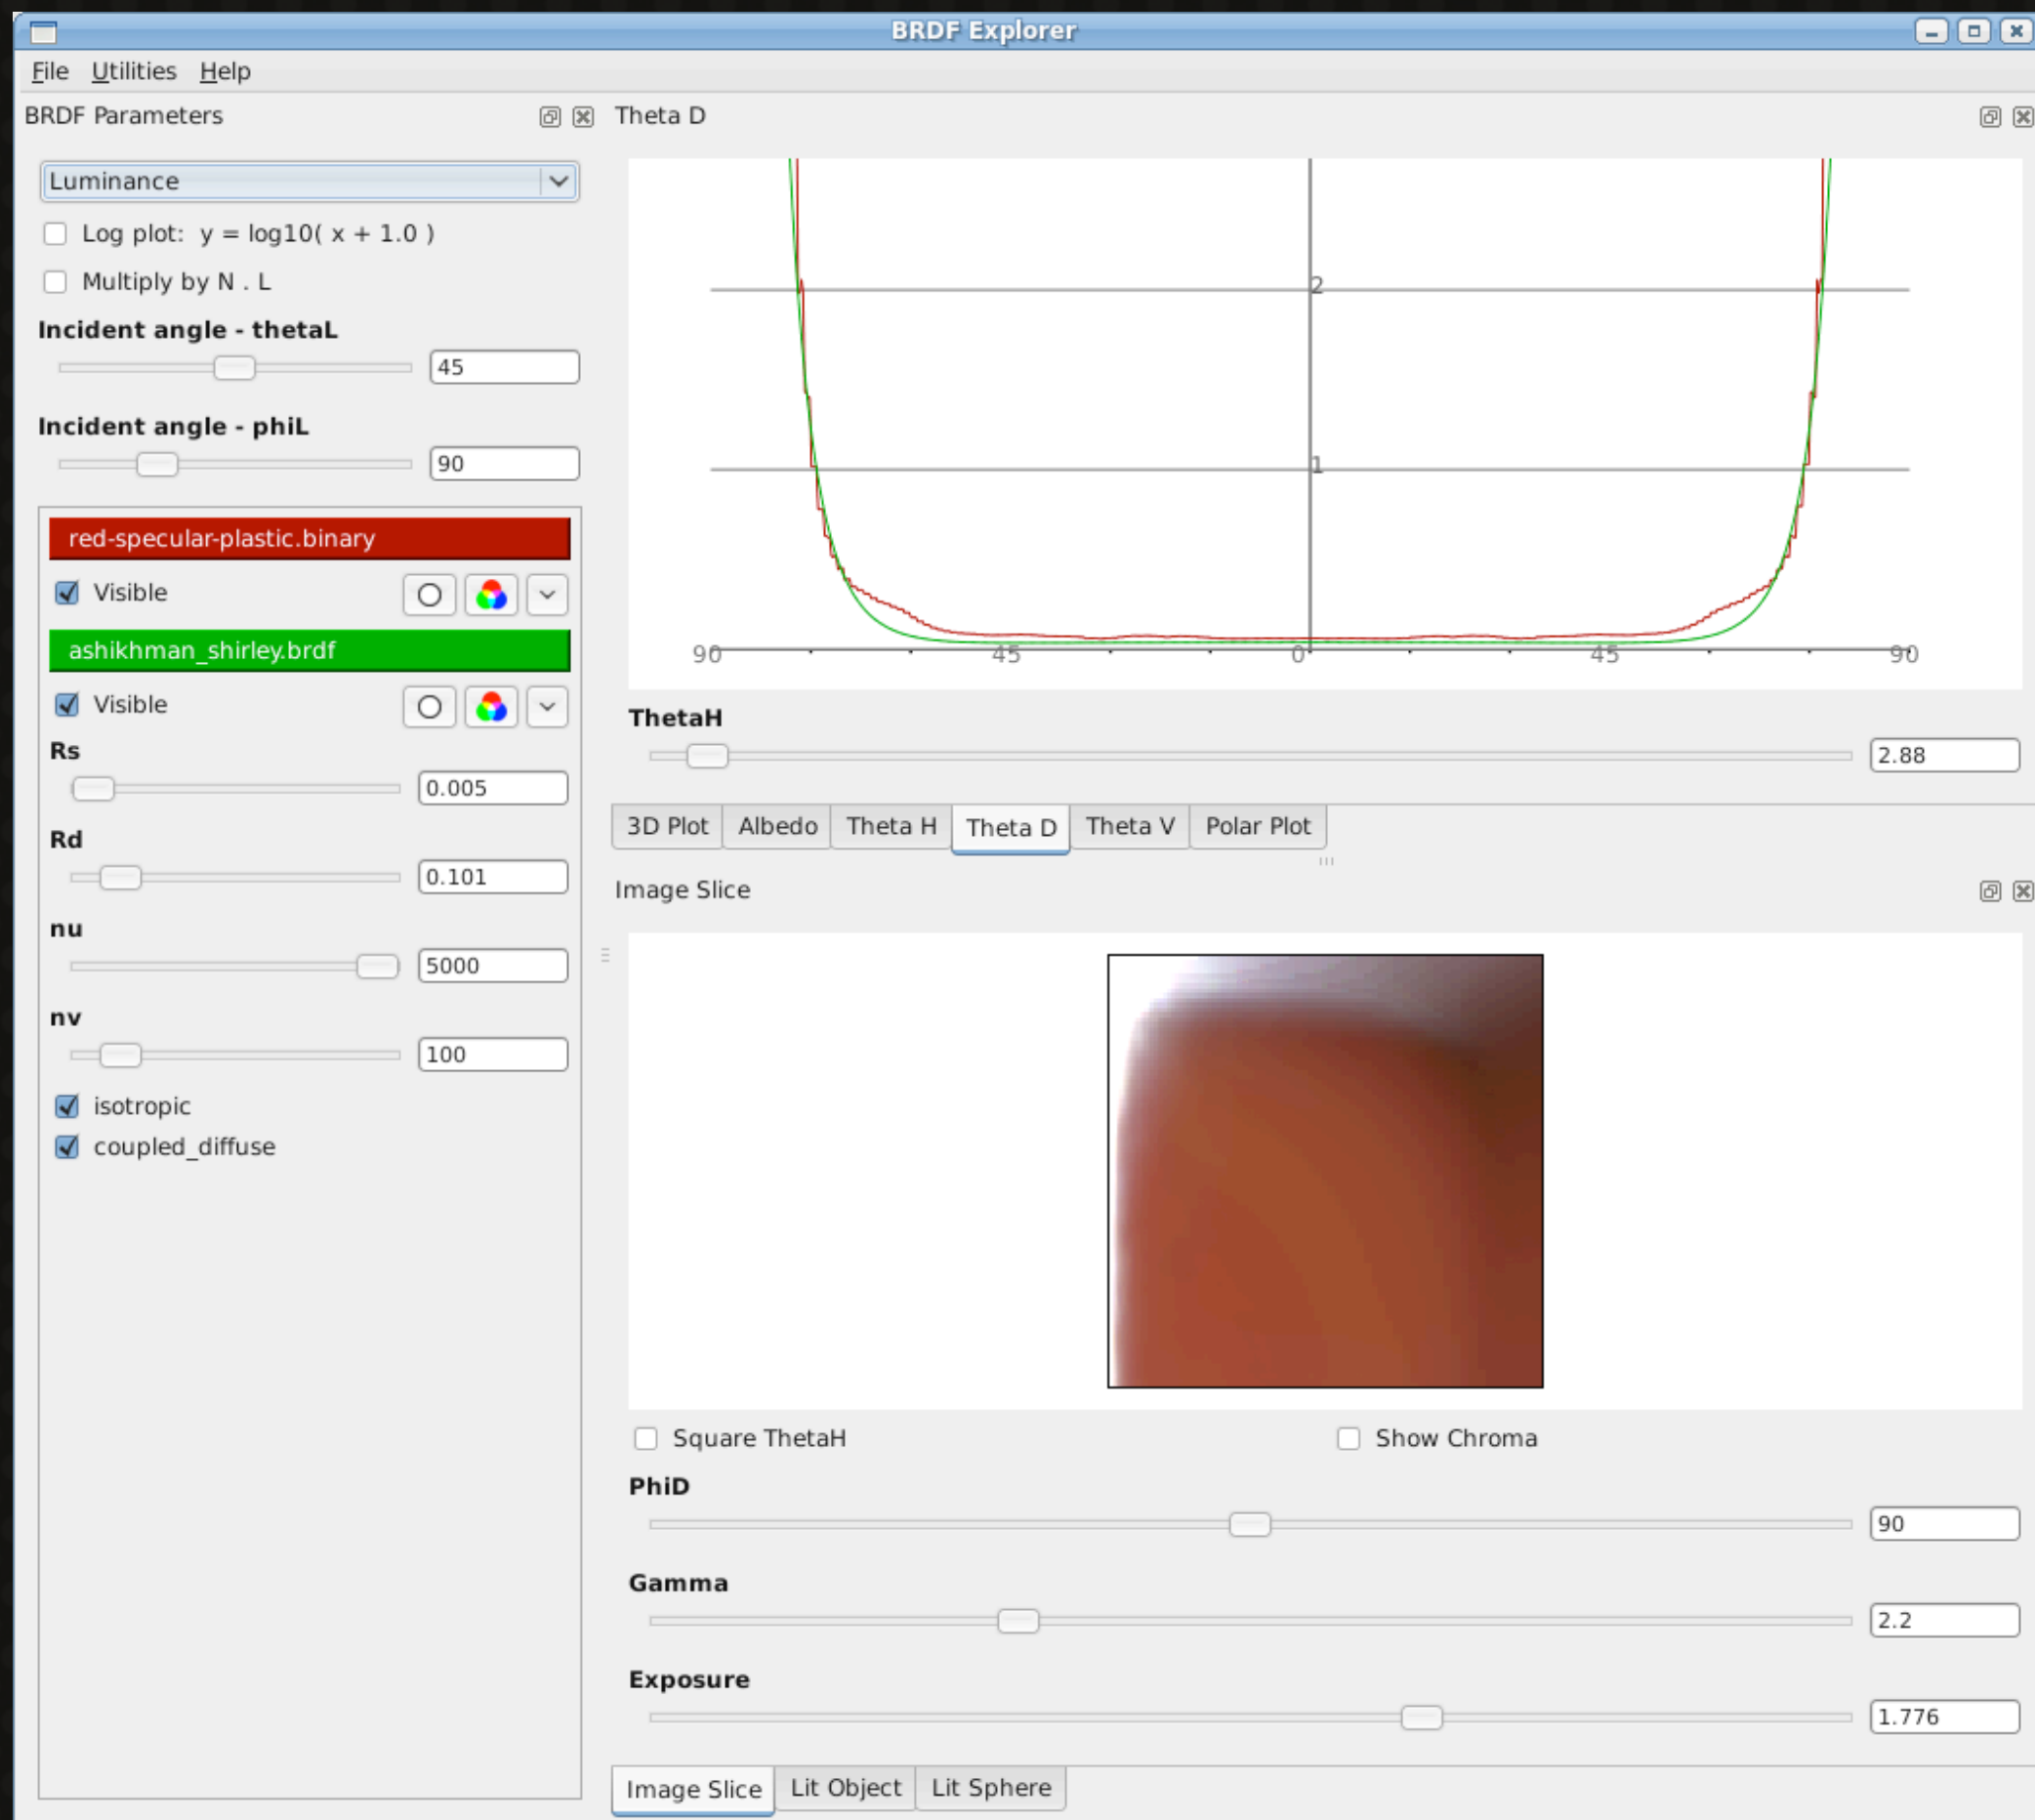 BRDF Explorer
File Utilities Help
BRDF Parameters
Luminance
Log plot: y = log10( x + 1.0 )
Multiply by N . L
Incident angle - thetaL
45
Incident angle - phiL
90
red-specular-plastic.binary
Visible
ashikhman_shirley.brdf
Visible
Rs
0.005
Rd
0.101
nu
5000
nv
100
isotropic
coupled_diffuse
Theta D
2
1
90 45 0 45 90
ThetaH
2.88
3D Plot Albedo Theta H Theta D Theta V Polar Plot
Image Slice
Square ThetaH Show Chroma
PhiD
90
Gamma
2.2
Exposure
1.776
Image Slice Lit Object Lit Sphere